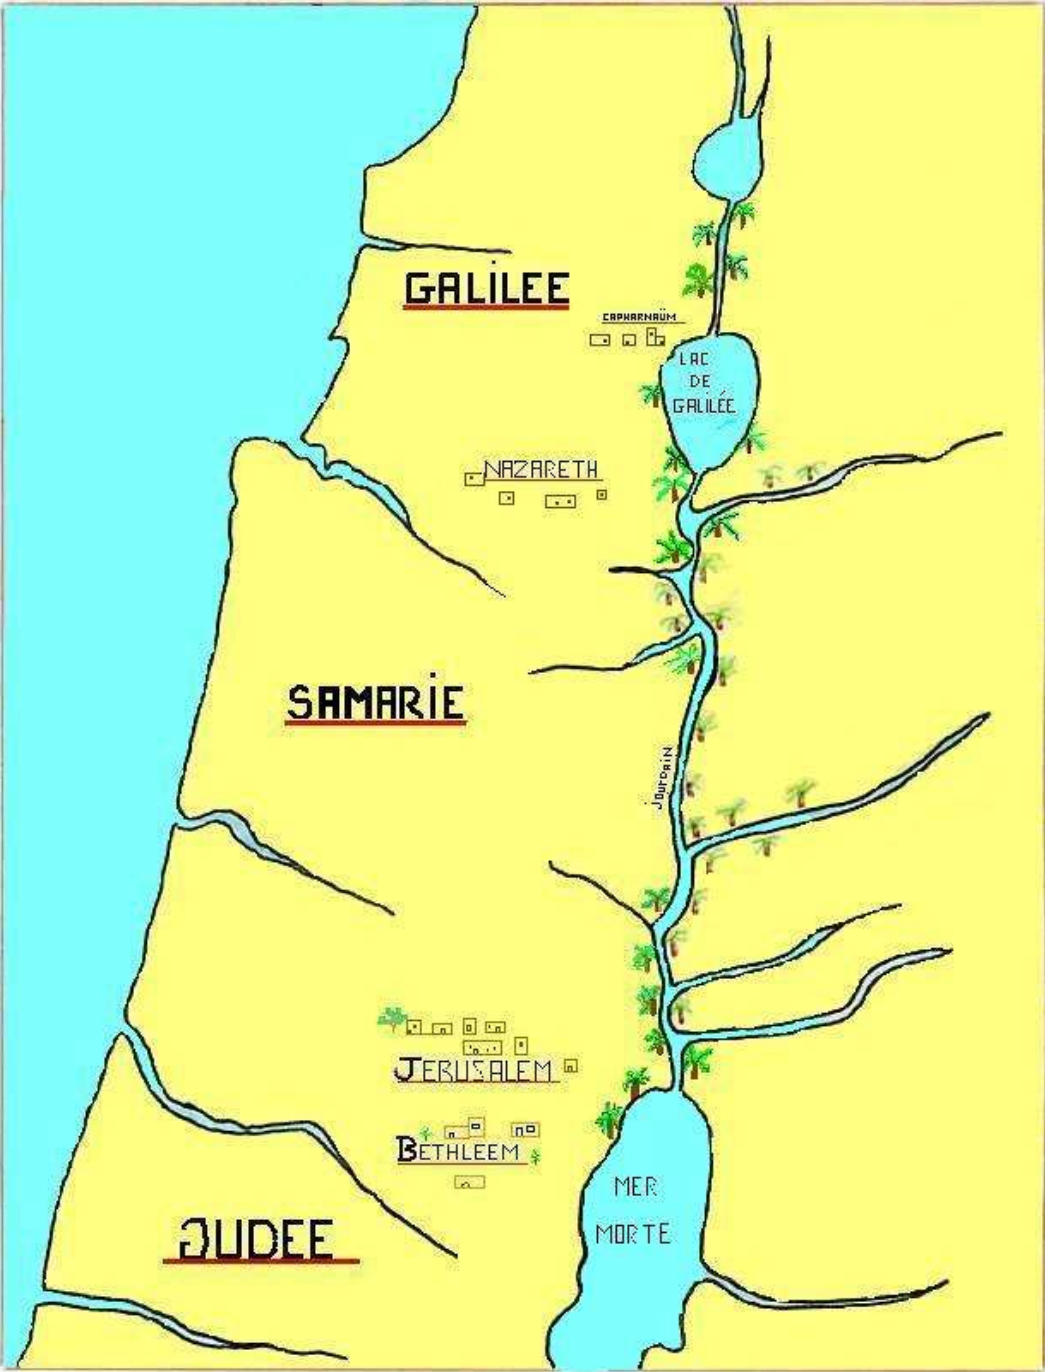 GALILEE
CAPHARNAÜM
LAC
DE
GALILÉE
NAZARETH
SAMARIE
JOURDAIN
JERUSALEM
BETHLEEM
MER
MORTE
JUDEE